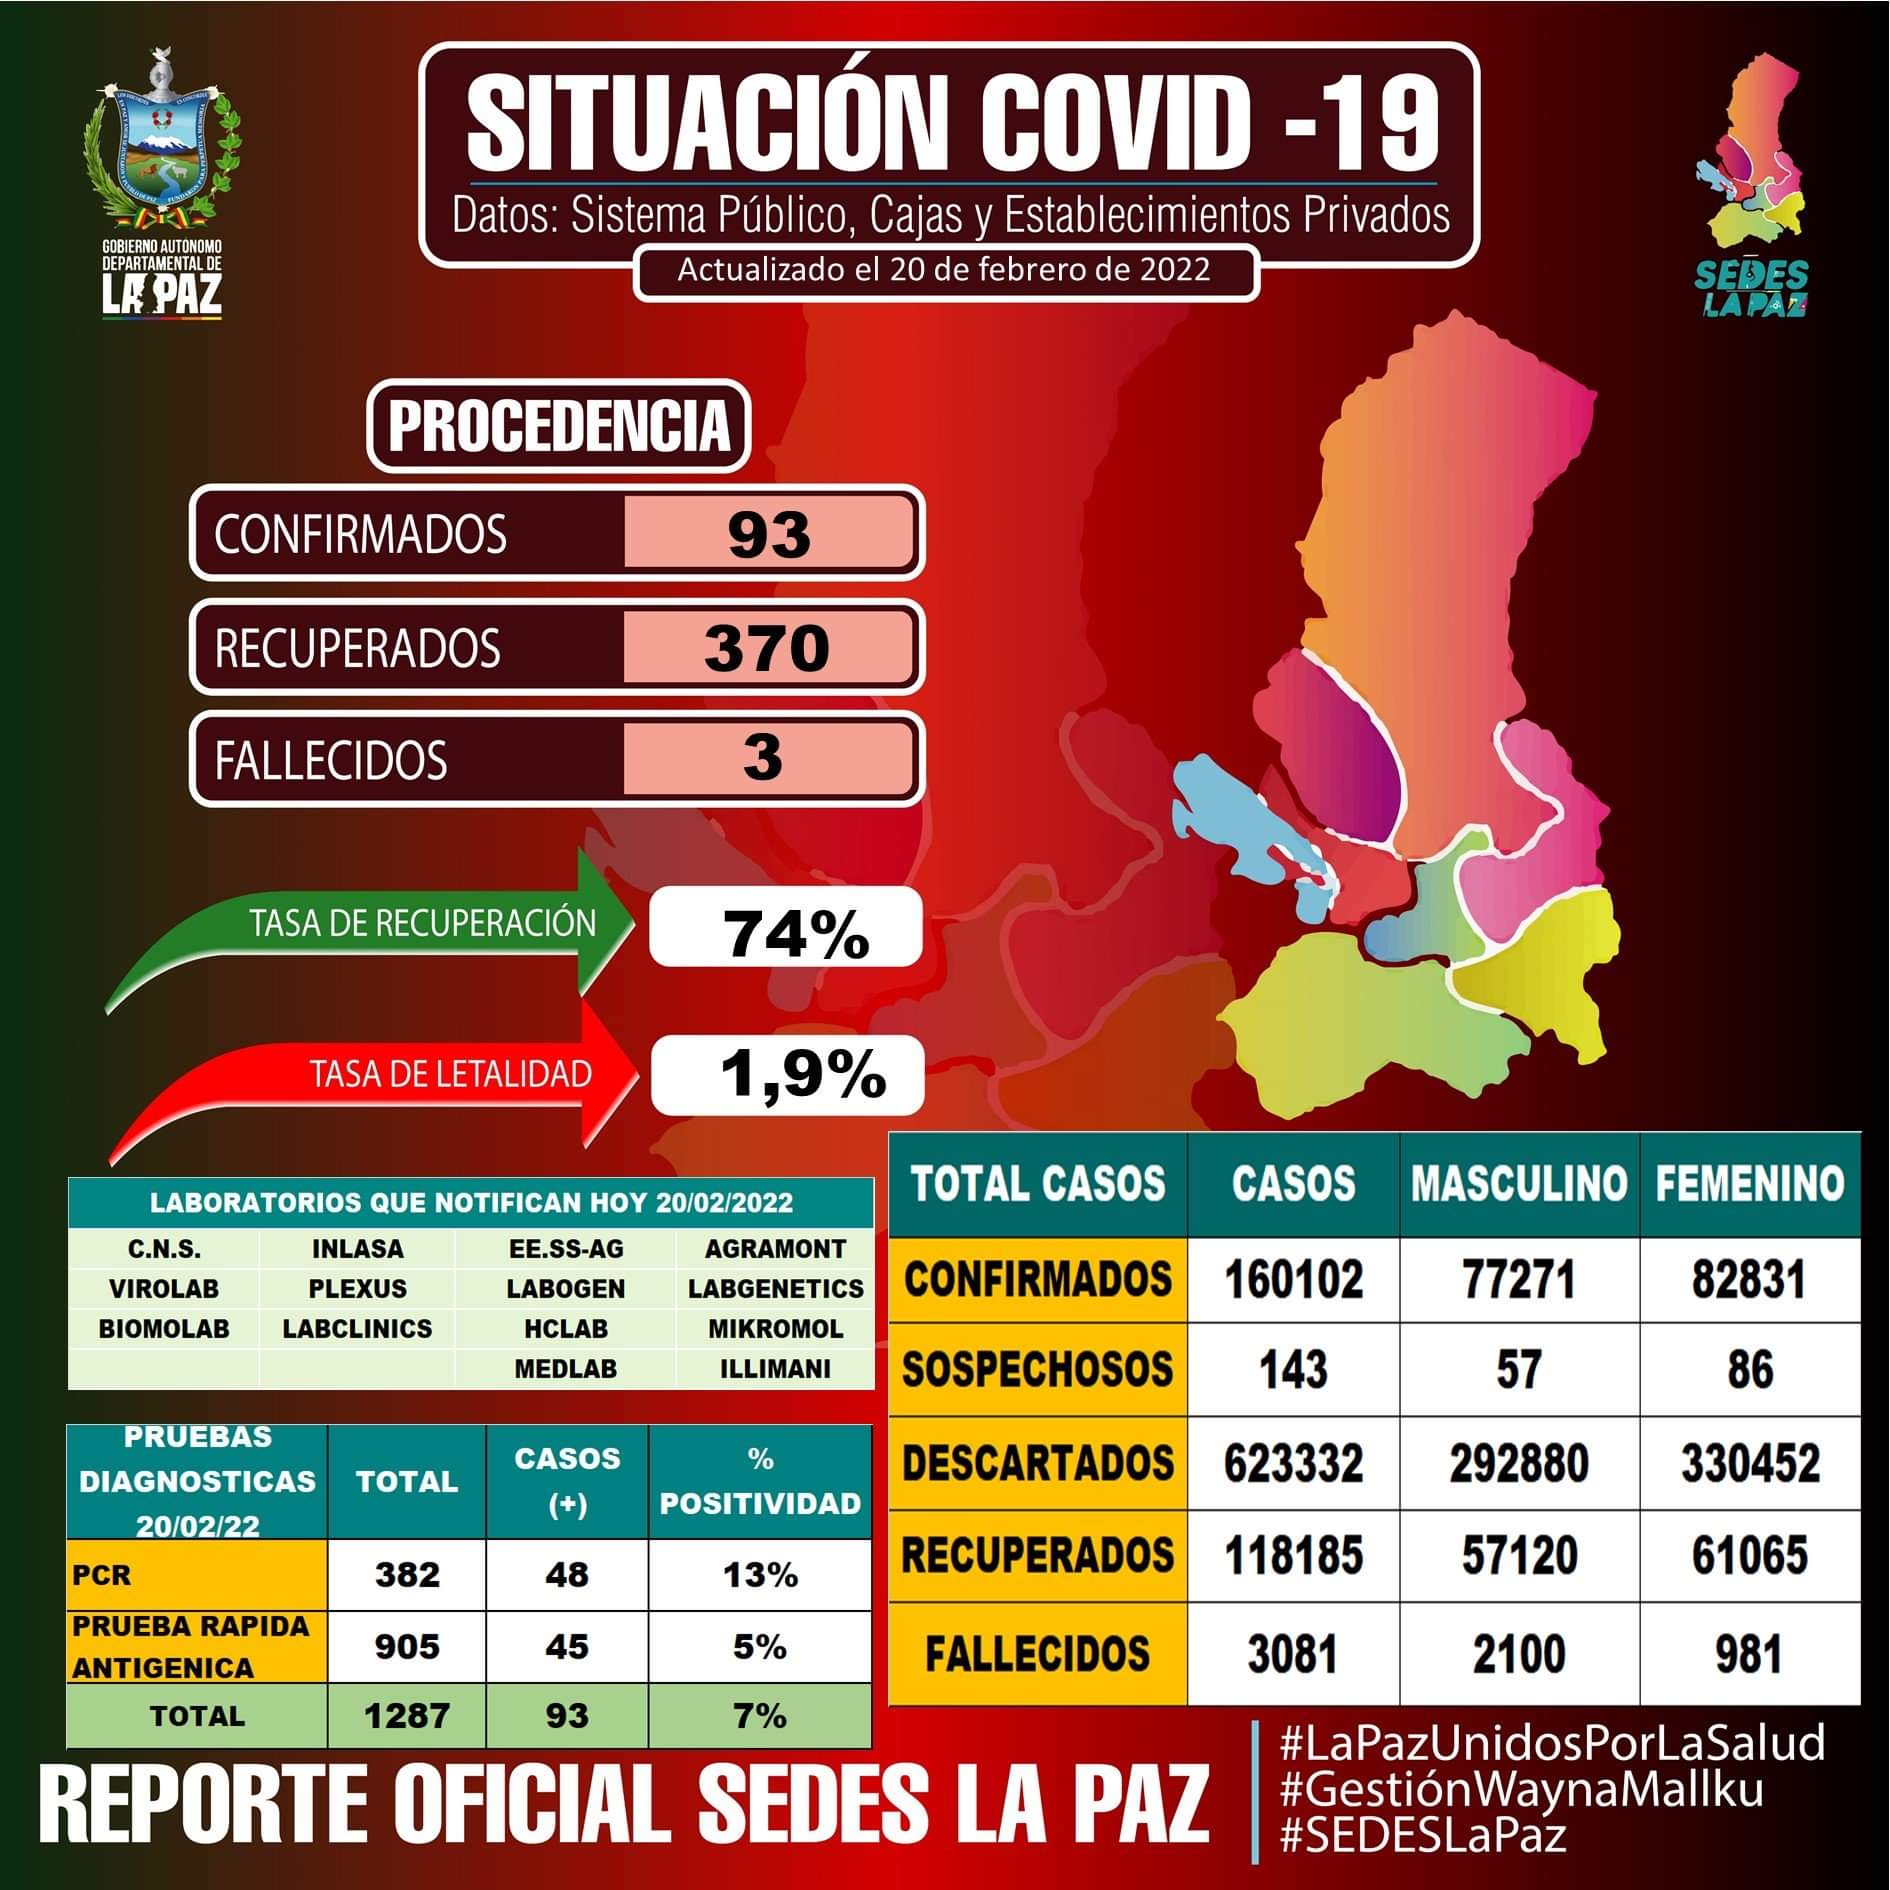 SITUACIÓN COVID -19
Datos: Sistema Público, Cajas y Establecimientos Privados
Actualizado el 20 de febrero de 2022
GOBIERNO AUTÓNOMO
DEPARTAMENTAL DE
LA PAZ
SEDES
LA PAZ
PROCEDENCIA
CONFIRMADOS 93
RECUPERADOS 370
FALLECIDOS 3
TASA DE RECUPERACIÓN 74%
TASA DE LETALIDAD 1,9%
LABORATORIOS QUE NOTIFICAN HOY 20/02/2022
C.N.S. INLASA EE.SS-AG AGRAMONT
VIROLAB PLEXUS LABOGEN LABGENETICS
BIOMOLAB LABCLINICS HCLAB MIKROMOL
MEDLAB ILLIMANI
PRUEBAS
DIAGNOSTICAS
20/02/22
TOTAL
CASOS
(+)
%
POSITIVIDAD
PCR 382 48 13%
PRUEBA RAPIDA
ANTIGENICA
905 45 5%
TOTAL 1287 93 7%
TOTAL CASOS CASOS MASCULINO FEMENINO
CONFIRMADOS 160102 77271 82831
SOSPECHOSOS 143 57 86
DESCARTADOS 623332 292880 330452
RECUPERADOS 118185 57120 61065
FALLECIDOS 3081 2100 981
REPORTE OFICIAL SEDES LA PAZ
#LaPazUnidosPorLaSalud
#GestiónWaynaMallku
#SEDESLaPaz